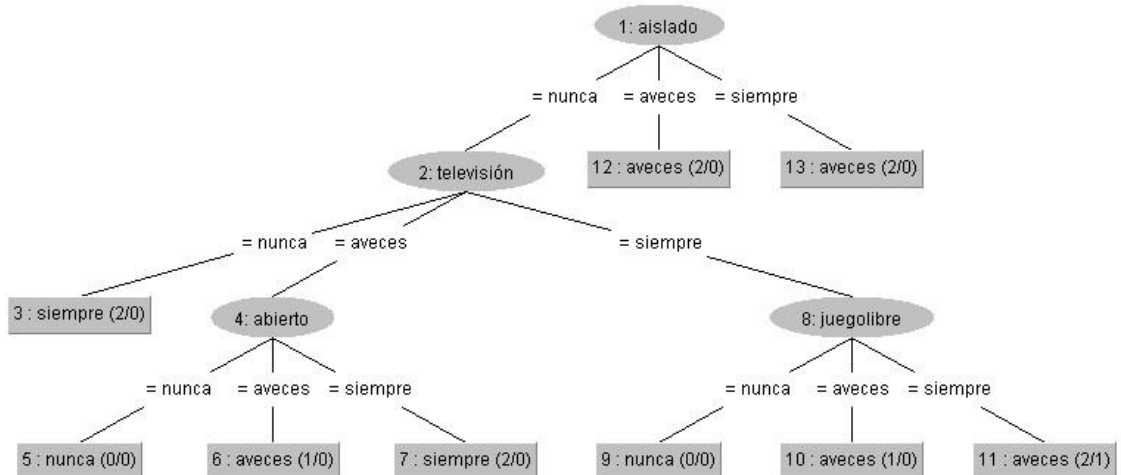 1: aislado
= nunca = aveces = siempre
2: televisión
12 : aveces (2/0)
13 : aveces (2/0)
= nunca = aveces = siempre
3 : siempre (2/0)
4: abierto
8: juegolibre
= nunca = aveces = siempre
= nunca = aveces = siempre
5 : nunca (0/0)
6 : aveces (1/0)
7 : siempre (2/0)
9 : nunca (0/0)
10 : aveces (1/0)
11 : aveces (2/1)